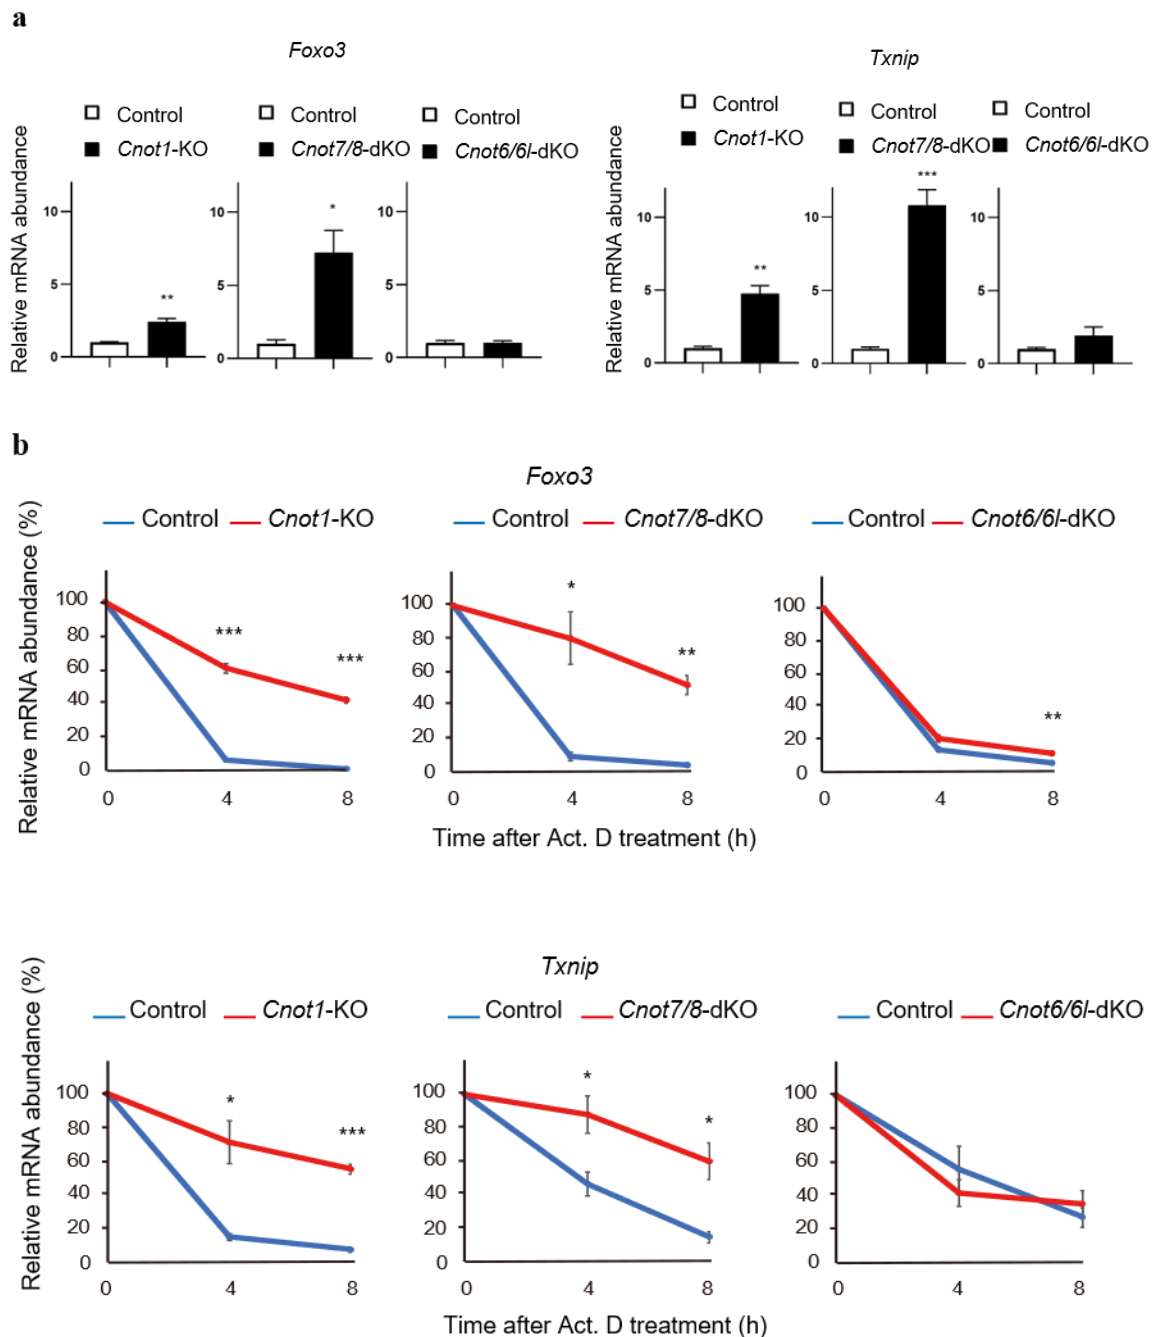 a
Foxo3
Control
Cnot1-KO
Control
Cnot7/8-dKO
Control
Cnot6/6l-dKO
Relative mRNA abundance
10
5
0
**
10
5
0
*
10
5
0
Txnip
Control
Cnot1-KO
Control
Cnot7/8-dKO
Control
Cnot6/6l-dKO
Relative mRNA abundance
10
5
0
**
10
5
0
***
10
5
0
b
Foxo3
Control Cnot1-KO
Control Cnot7/8-dKO
Control Cnot6/6l-dKO
Relative mRNA abundance (%)
100
80
60
40
20
0
*** ***
0 4 8
100
80
60
40
20
0
* **
0 4 8
100
80
60
40
20
0
**
0 4 8
Time after Act. D treatment (h)
Txnip
Control Cnot1-KO
Control Cnot7/8-dKO
Control Cnot6/6l-dKO
Relative mRNA abundance (%)
100
80
60
40
20
0
* ***
0 4 8
100
80
60
40
20
0
* *
0 4 8
100
80
60
40
20
0
0 4 8
Time after Act. D treatment (h)